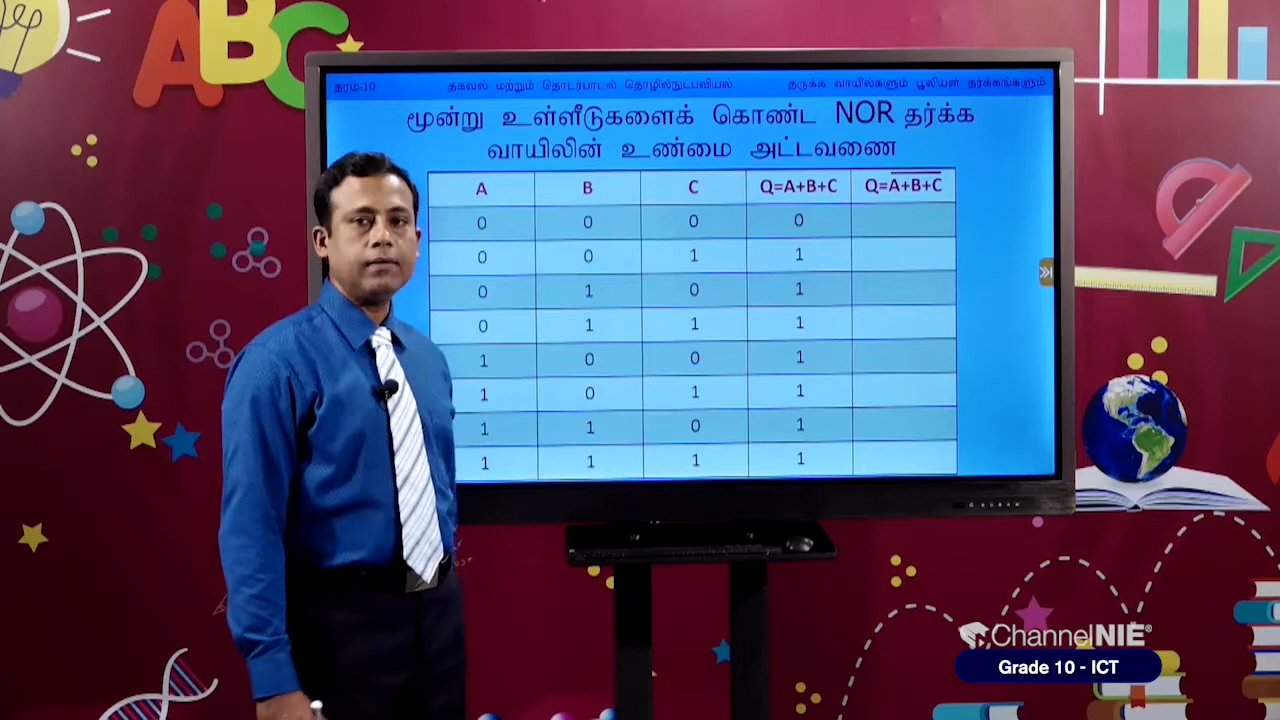 ABC
தரம்-10 தகவல் மற்றும் தொடர்பாடல் தொழில்நுட்பவியல் தருக்க வாயில்களும் பூலியன் தர்க்கங்களும்
மூன்று உள்ளீடுகளைக் கொண்ட NOR தர்க்க
வாயிலின் உண்மை அட்டவணை
A B C Q=A+B+C Q=A̅+̅B̅+̅C̅
0 0 0 0
0 0 1 1
0 1 0 1
0 1 1 1
1 0 0 1
1 0 1 1
1 1 0 1
1 1 1 1
ChannelNIE®
Grade 10 - ICT